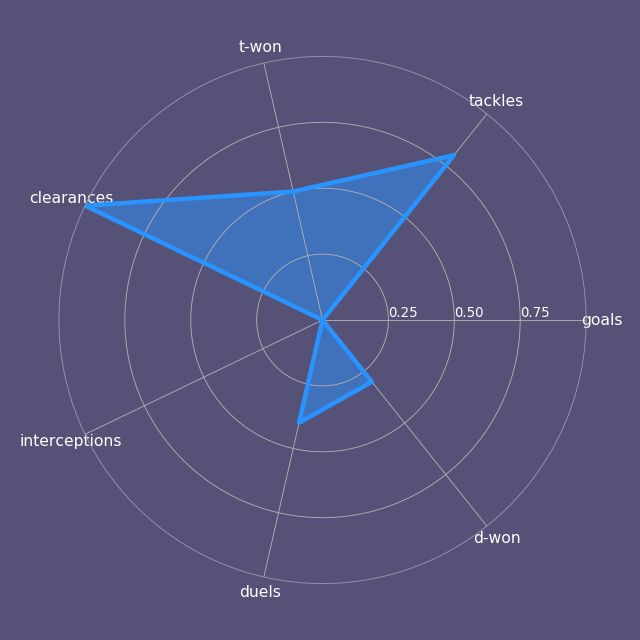 t-won
tackles
clearances
0.25
0.50
0.75
goals
interceptions
d-won
duels